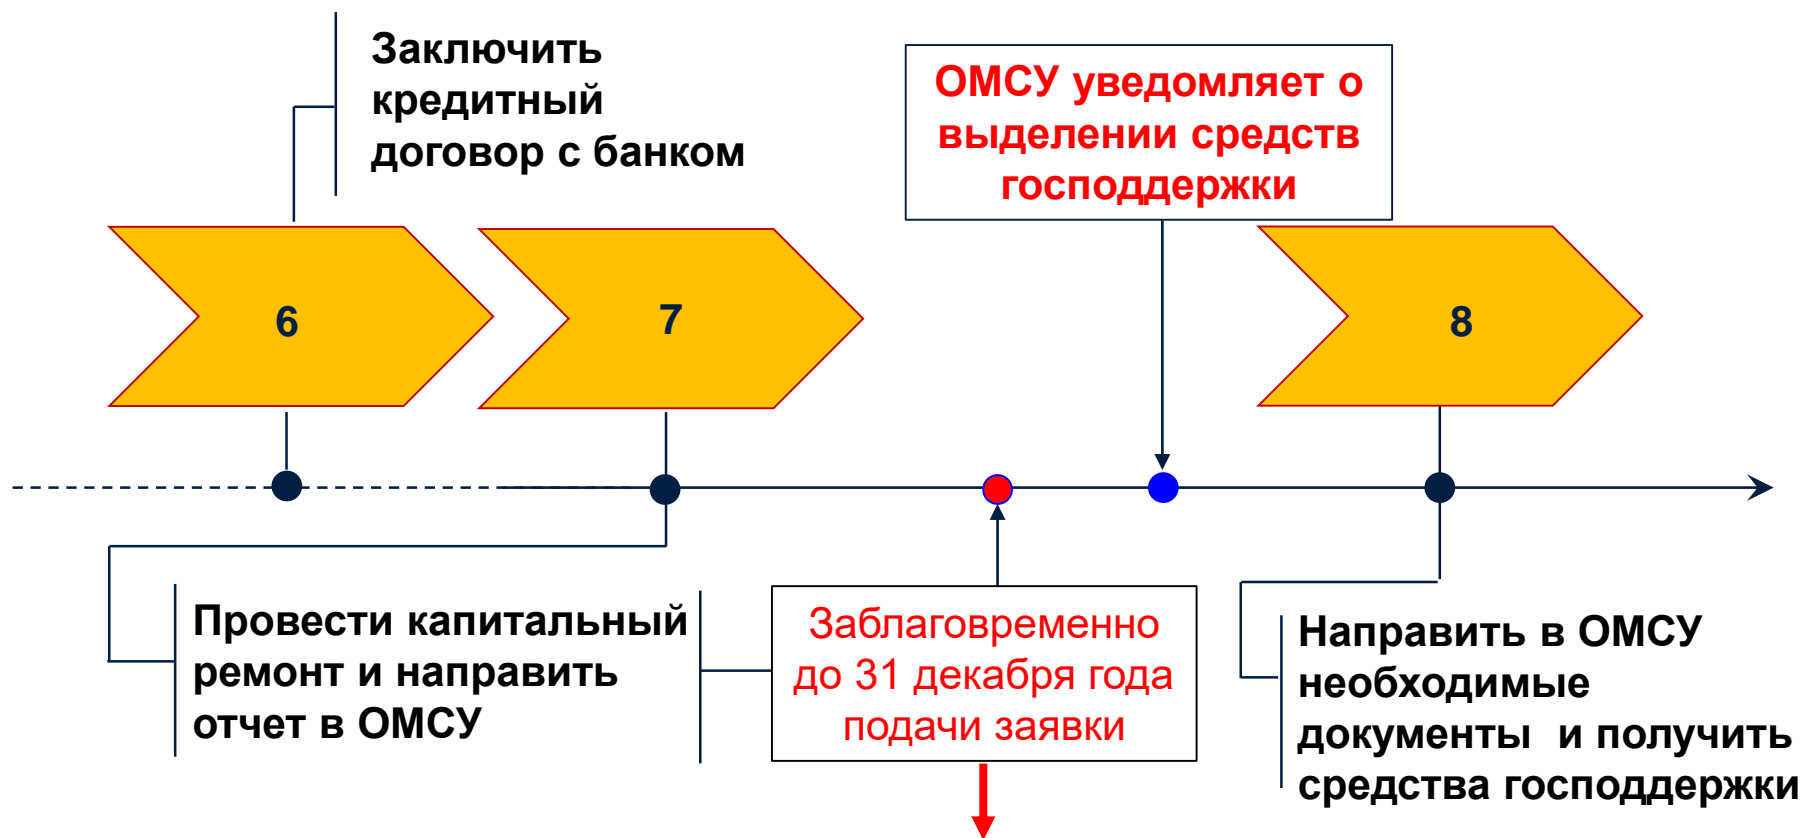 Заключить
кредитный
договор с банком
ОМСУ уведомляет о
выделении средств
господдержки
6
7
8
Провести капитальный
ремонт и направить
отчет в ОМСУ
Заблаговременно
до 31 декабря года
подачи заявки
Направить в ОМСУ
необходимые
документы  и получить
средства господдержки